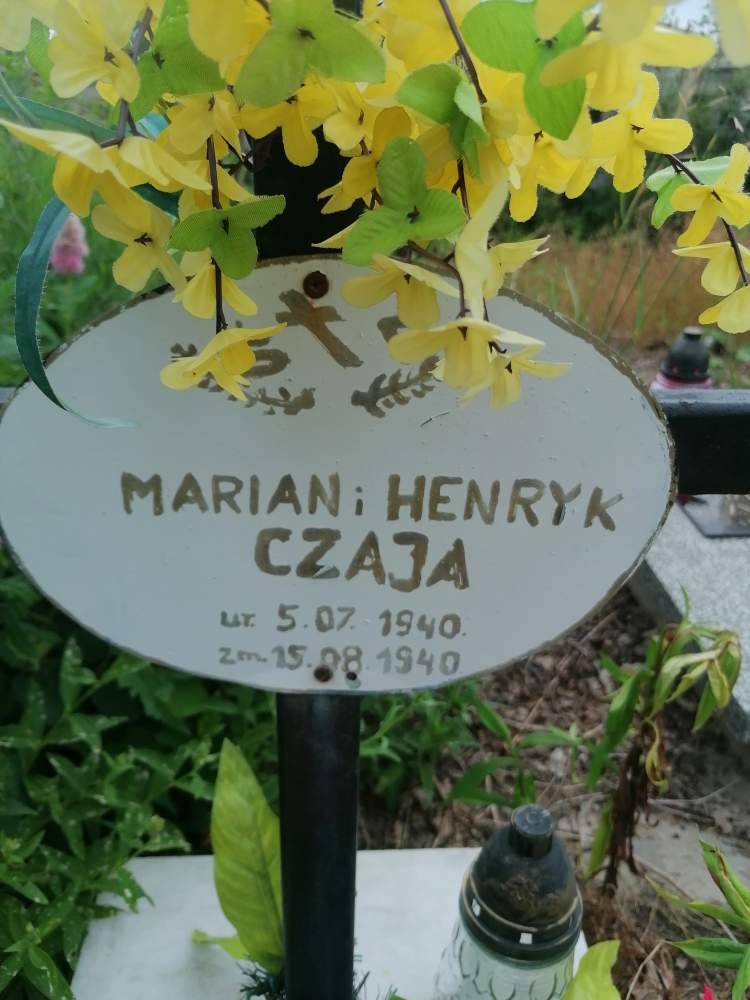 MARIAN i HENRYK
CZAJA
ur. 5.07. 1940.
zm. 15.08.1940